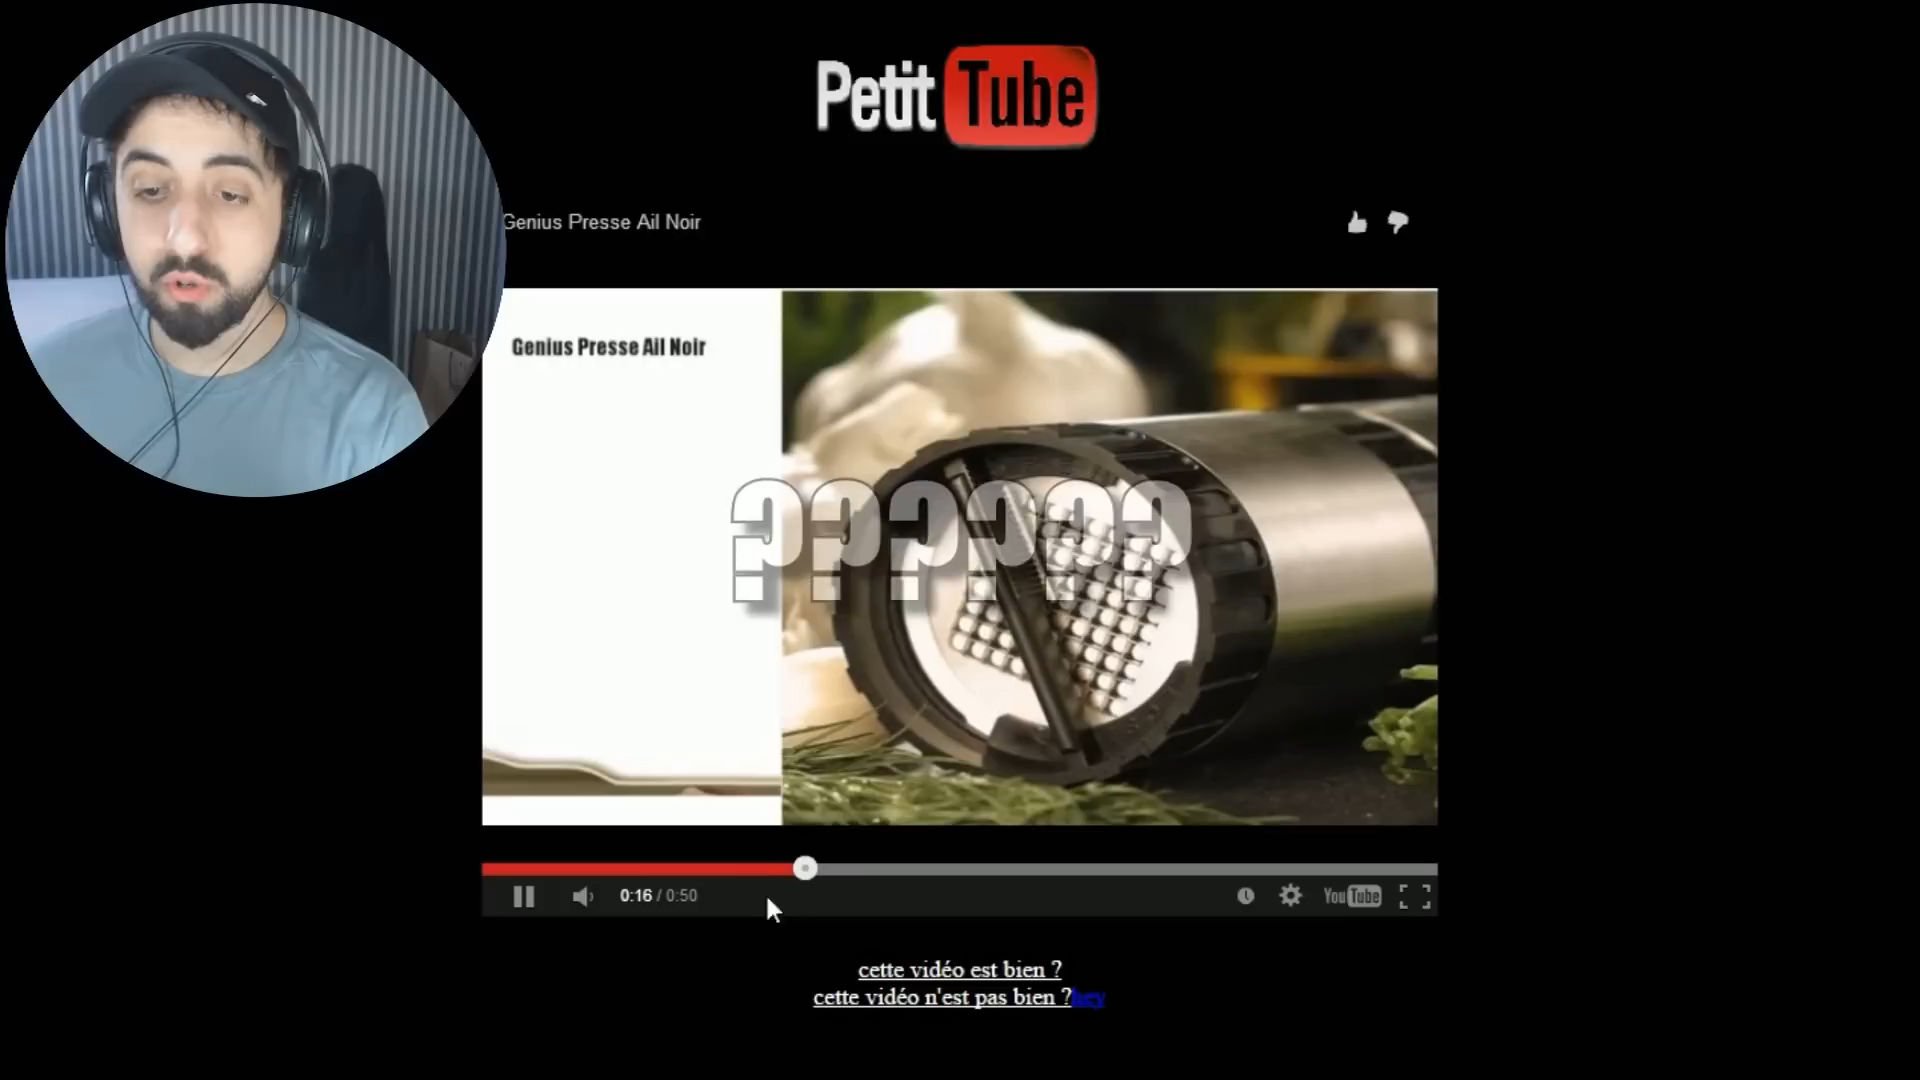 Petit Tube
Genius Presse Ail Noir
Genius Presse Ail Noir
??????
0:16 / 0:50
YouTube
cette vidéo est bien ?
cette vidéo n'est pas bien ?hey